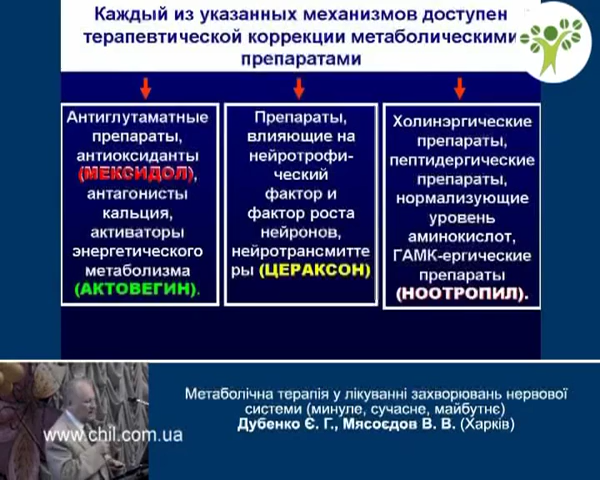 Каждый из указанных механизмов доступен
терапевтической коррекции метаболическими
препаратами
Антиглутаматные
препараты,
антиоксиданты
(МЕКСИДОЛ),
антагонисты
кальция,
активаторы
энергетического
метаболизма
(АКТОВЕГИН).
Препараты,
влияющие на
нейротрофи-
ческий
фактор и
фактор роста
нейронов,
нейротрансмитте
ры (ЦЕРАКСОН)
Холинэргические
препараты,
пептидергические
препараты,
нормализующие
уровень
аминокислот,
ГАМК-ергические
препараты
(НООТРОПИЛ).
Метаболічна терапія у лікуванні захворювань нервової
системи (минуле, сучасне, майбутнє)
Дубенко Є. Г., Мясоєдов В. В. (Харків)
www.chil.com.ua